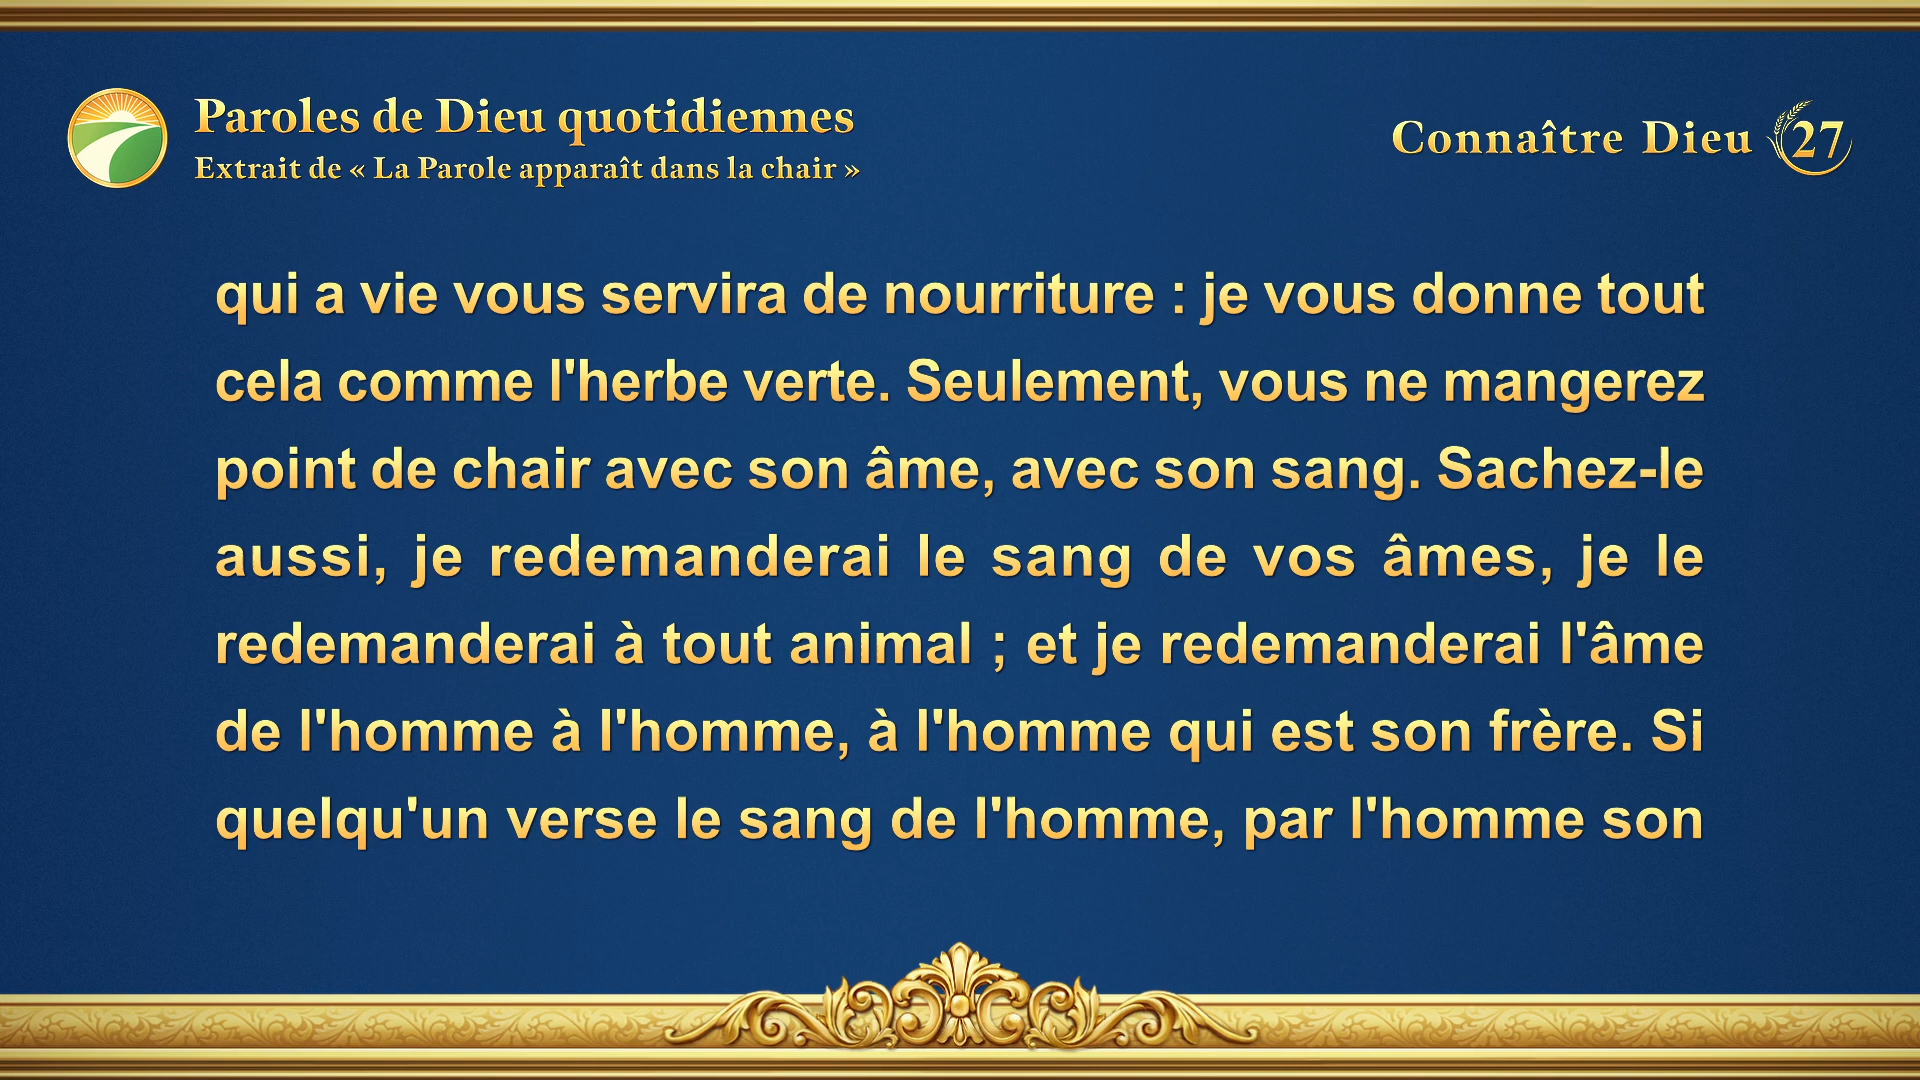 Paroles de Dieu quotidiennes
Extrait de « La Parole apparaît dans la chair »
Connaître Dieu 27
qui a vie vous servira de nourriture : je vous donne tout
cela comme l'herbe verte. Seulement, vous ne mangerez
point de chair avec son âme, avec son sang. Sachez-le
aussi, je redemanderai le sang de vos âmes, je le
redemanderai à tout animal ; et je redemanderai l'âme
de l'homme à l'homme, à l'homme qui est son frère. Si
quelqu'un verse le sang de l'homme, par l'homme son